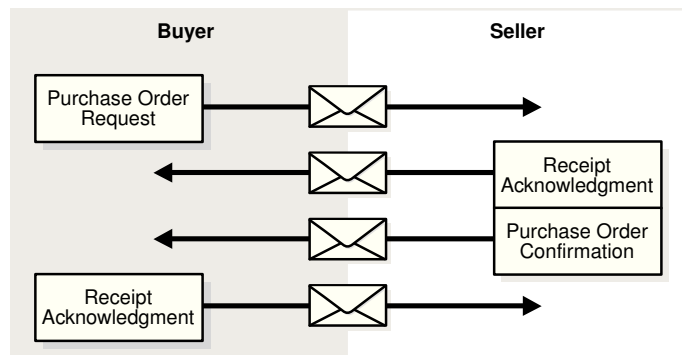 Buyer
Seller
Purchase Order
Request
Receipt
Acknowledgment
Purchase Order
Confirmation
Receipt
Acknowledgment